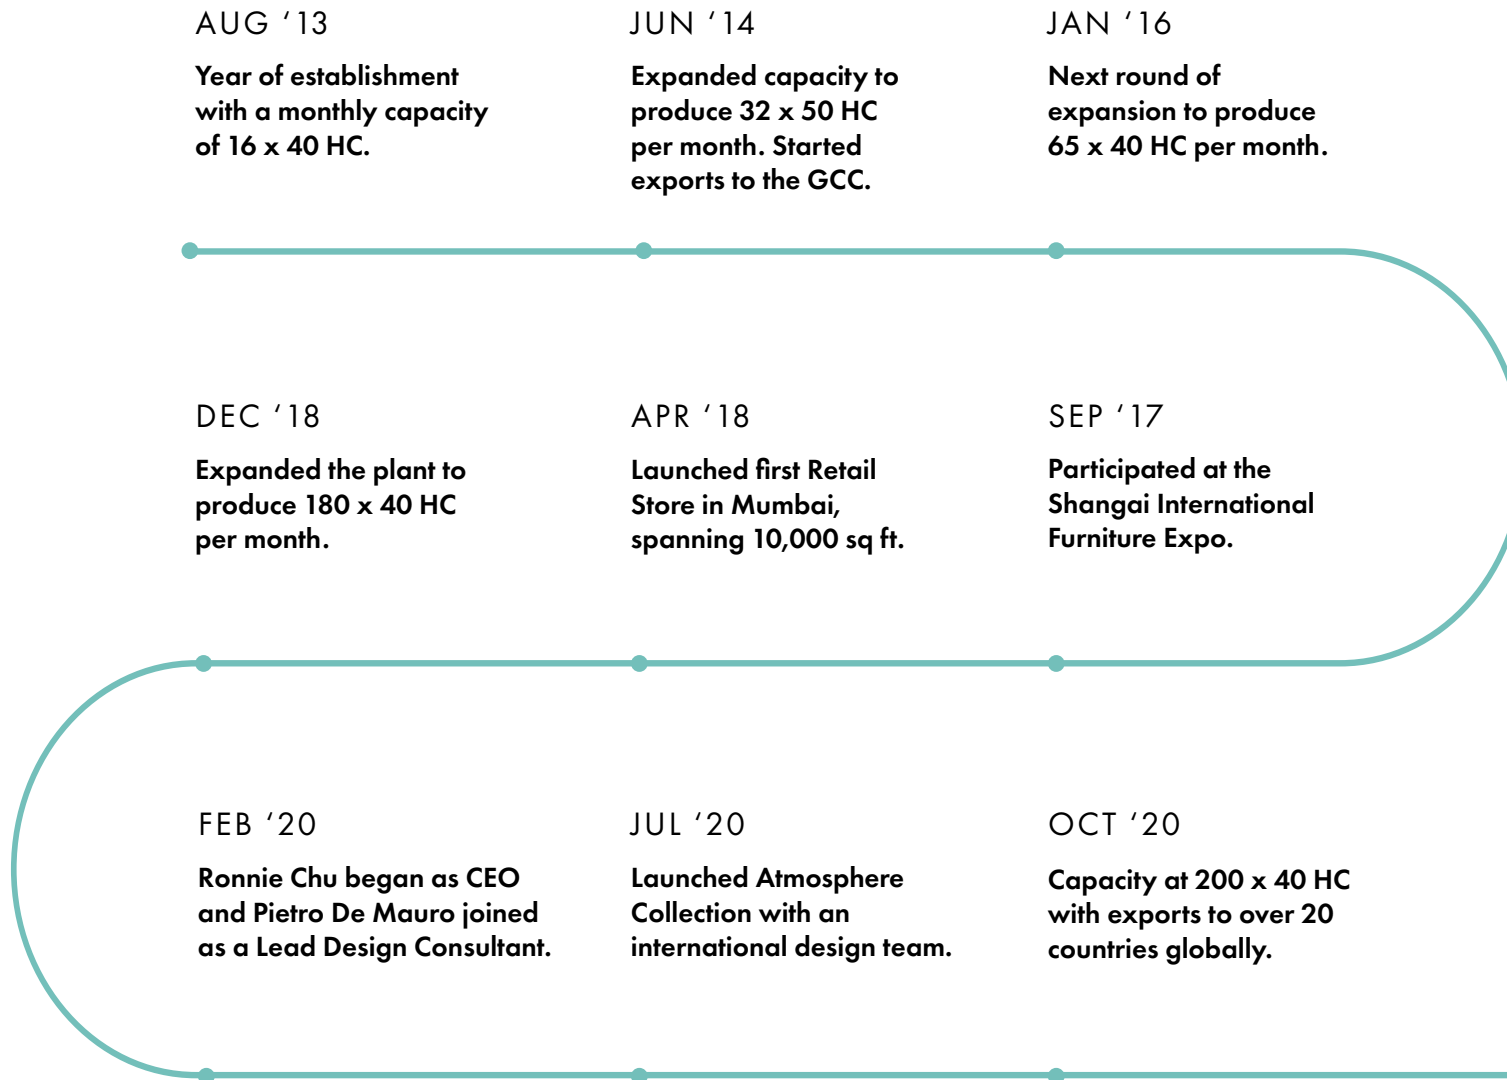 AUG ‘13
Year of establishment
with a monthly capacity
of 16 x 40 HC.
JUN ‘14
Expanded capacity to
produce 32 x 50 HC
per month. Started
exports to the GCC.
JAN ‘16
Next round of
expansion to produce
65 x 40 HC per month.
SEP ‘17
Participated at the
Shangai International
Furniture Expo.
APR ‘18
Launched first Retail
Store in Mumbai,
spanning 10,000 sq ft.
DEC ‘18
Expanded the plant to
produce 180 x 40 HC
per month.
FEB ‘20
Ronnie Chu began as CEO
and Pietro De Mauro joined
as a Lead Design Consultant.
JUL ‘20
Launched Atmosphere
Collection with an
international design team.
OCT ‘20
Capacity at 200 x 40 HC
with exports to over 20
countries globally.